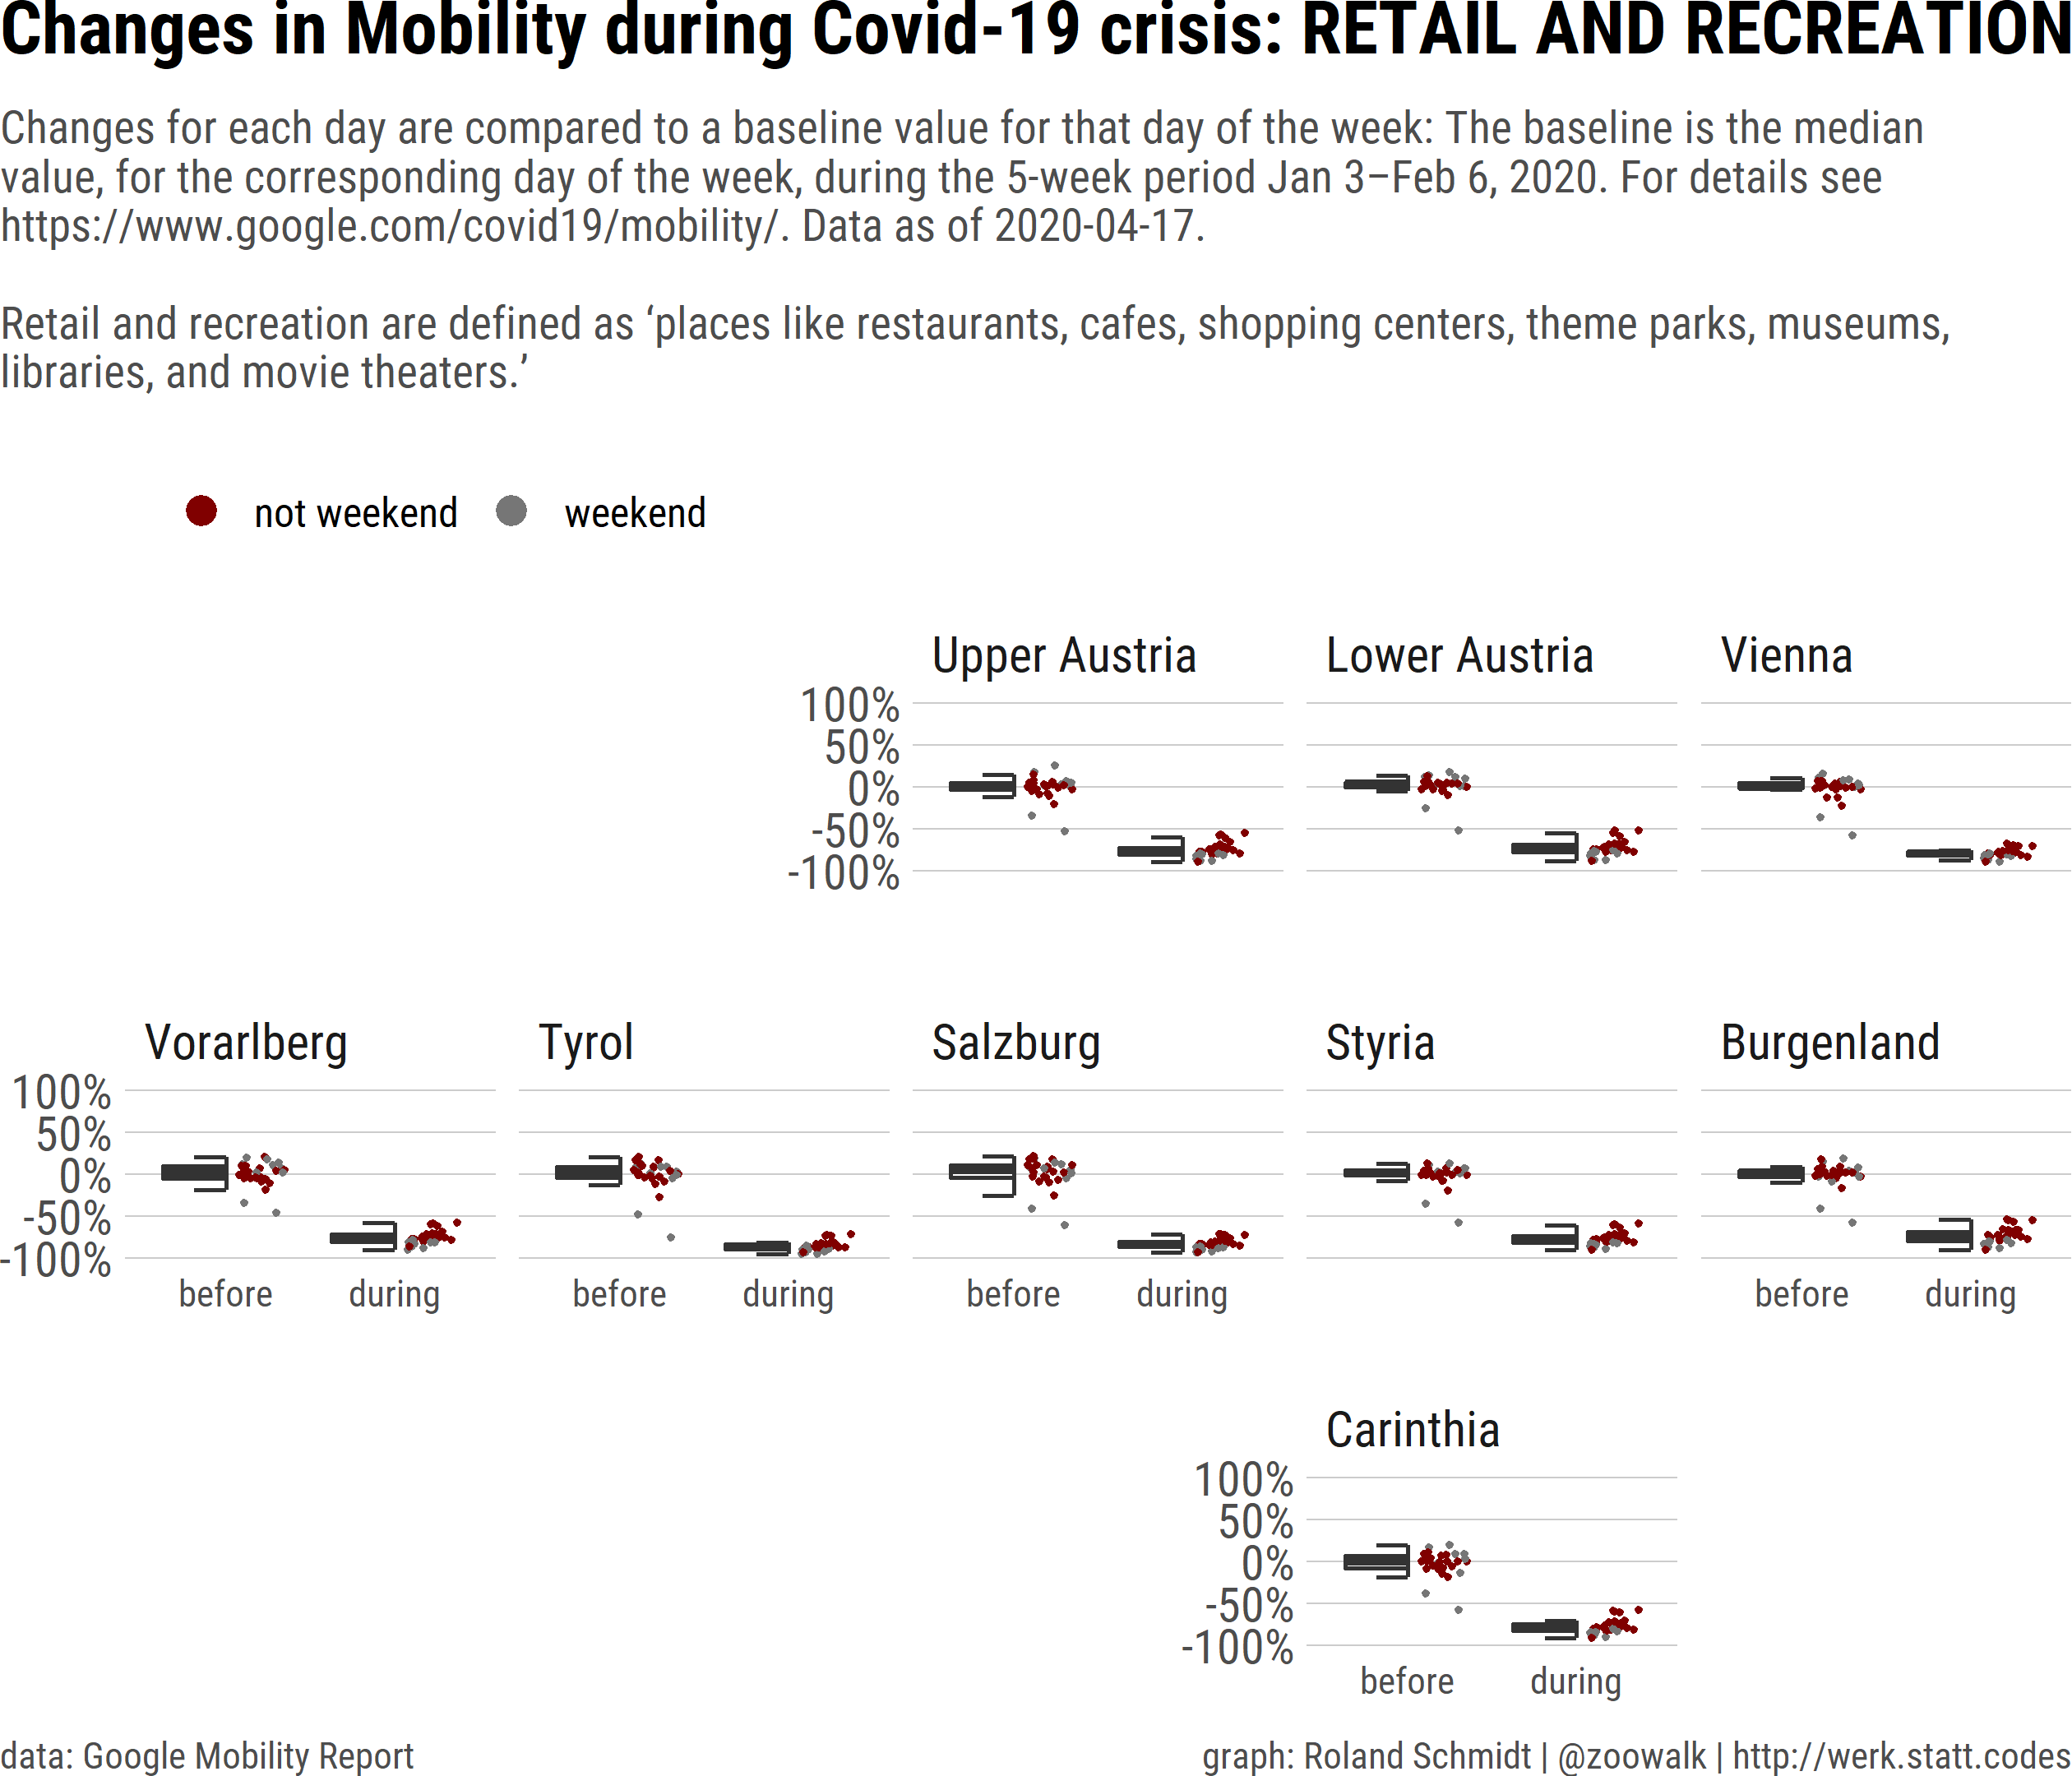 Changes in Mobility during Covid-19 crisis: RETAIL AND RECREATION
Changes for each day are compared to a baseline value for that day of the week: The baseline is the median
value, for the corresponding day of the week, during the 5-week period Jan 3–Feb 6, 2020. For details see
https://www.google.com/covid19/mobility/. Data as of 2020-04-17.
Retail and recreation are defined as ‘places like restaurants, cafes, shopping centers, theme parks, museums,
libraries, and movie theaters.’
not weekend weekend
Upper Austria Lower Austria Vienna
100%
50%
0%
-50%
-100%
Vorarlberg Tyrol Salzburg Styria Burgenland
100%
50%
0%
-50%
-100%
before during before during before during before during
Carinthia
100%
50%
0%
-50%
-100%
before during
data: Google Mobility Report graph: Roland Schmidt | @zoowalk | http://werk.statt.codes